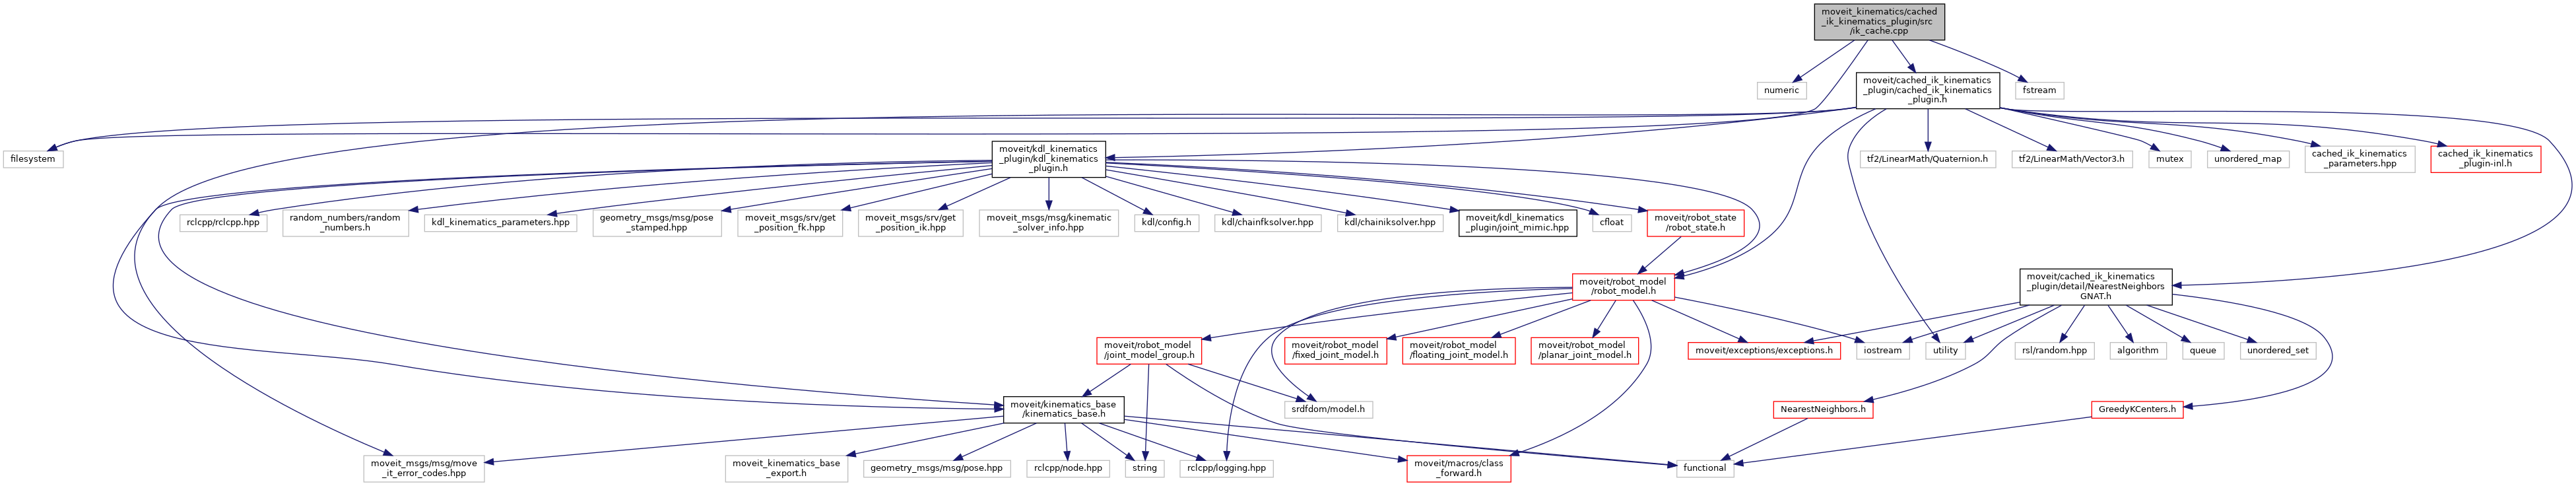 moveit_kinematics/cached
_ik_kinematics_plugin/src
/ik_cache.cpp
numeric
moveit/cached_ik_kinematics
_plugin/cached_ik_kinematics
_plugin.h
fstream
filesystem
moveit/kdl_kinematics
_plugin/kdl_kinematics
_plugin.h
tf2/LinearMath/Quaternion.h
tf2/LinearMath/Vector3.h
mutex
unordered_map
cached_ik_kinematics
_parameters.hpp
cached_ik_kinematics
_plugin-inl.h
rclcpp/rclcpp.hpp
random_numbers/random
_numbers.h
kdl_kinematics_parameters.hpp
geometry_msgs/msg/pose
_stamped.hpp
moveit_msgs/srv/get
_position_fk.hpp
moveit_msgs/srv/get
_position_ik.hpp
moveit_msgs/msg/kinematic
_solver_info.hpp
kdl/config.h
kdl/chainfksolver.hpp
kdl/chainiksolver.hpp
moveit/kdl_kinematics
_plugin/joint_mimic.hpp
cfloat
moveit/robot_state
/robot_state.h
moveit/robot_model
/robot_model.h
moveit/cached_ik_kinematics
_plugin/detail/NearestNeighbors
GNAT.h
moveit/robot_model
/joint_model_group.h
moveit/robot_model
/fixed_joint_model.h
moveit/robot_model
/floating_joint_model.h
moveit/robot_model
/planar_joint_model.h
moveit/exceptions/exceptions.h
iostream
utility
rsl/random.hpp
algorithm
queue
unordered_set
moveit/kinematics_base
/kinematics_base.h
srdfdom/model.h
NearestNeighbors.h
GreedyKCenters.h
moveit_msgs/msg/move
_it_error_codes.hpp
moveit_kinematics_base
_export.h
geometry_msgs/msg/pose.hpp
rclcpp/node.hpp
string
rclcpp/logging.hpp
moveit/macros/class
_forward.h
functional